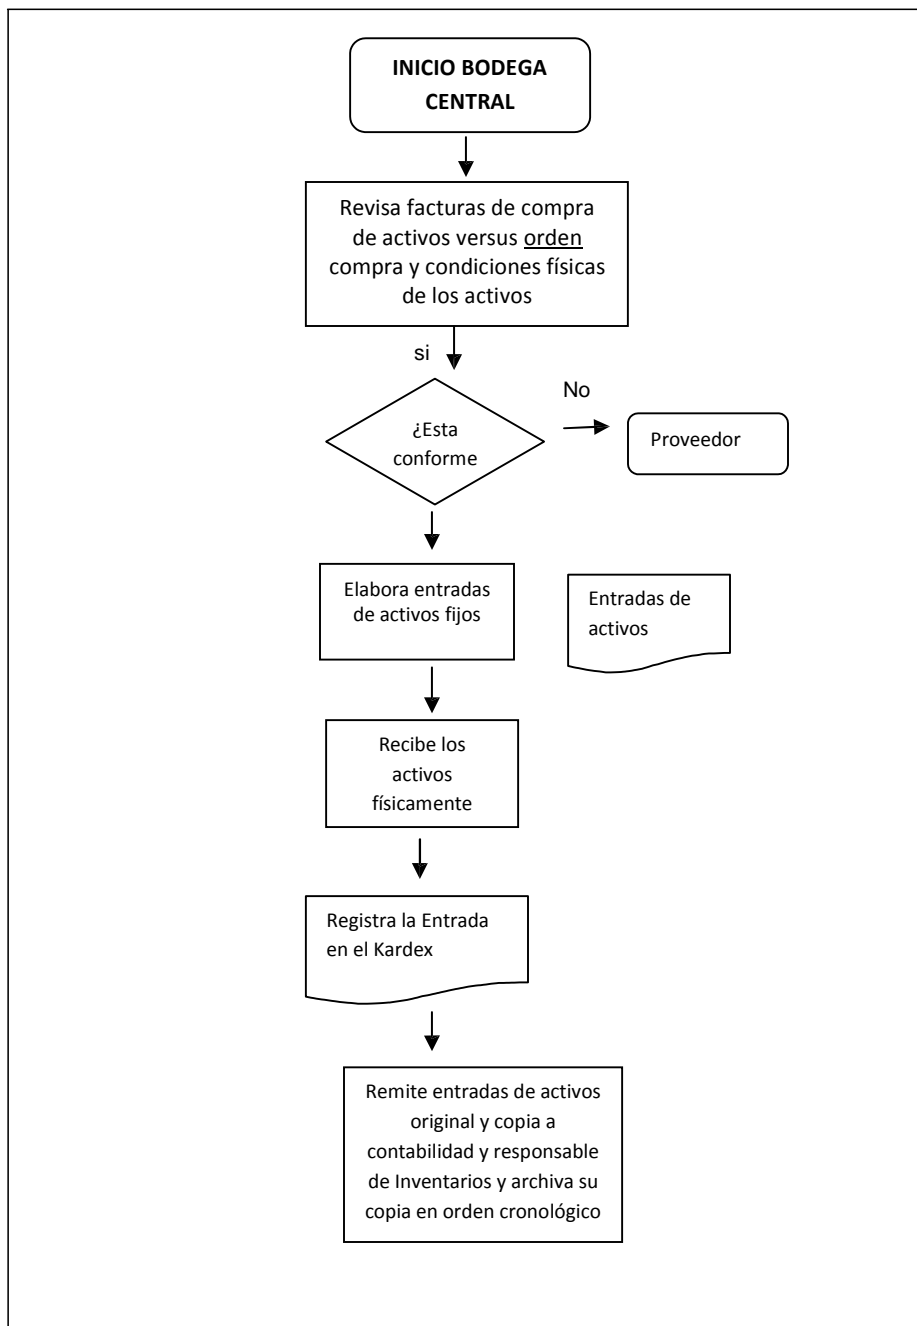 INICIO BODEGA
CENTRAL
Revisa facturas de compra
de activos versus orden
compra y condiciones físicas
de los activos
si
No
¿Esta
conforme
Proveedor
Elabora entradas
de activos fijos
Entradas de
activos
Recibe los
activos
físicamente
Registra la Entrada
en el Kardex
Remite entradas de activos
original y copia a
contabilidad y responsable
de Inventarios y archiva su
copia en orden cronológico